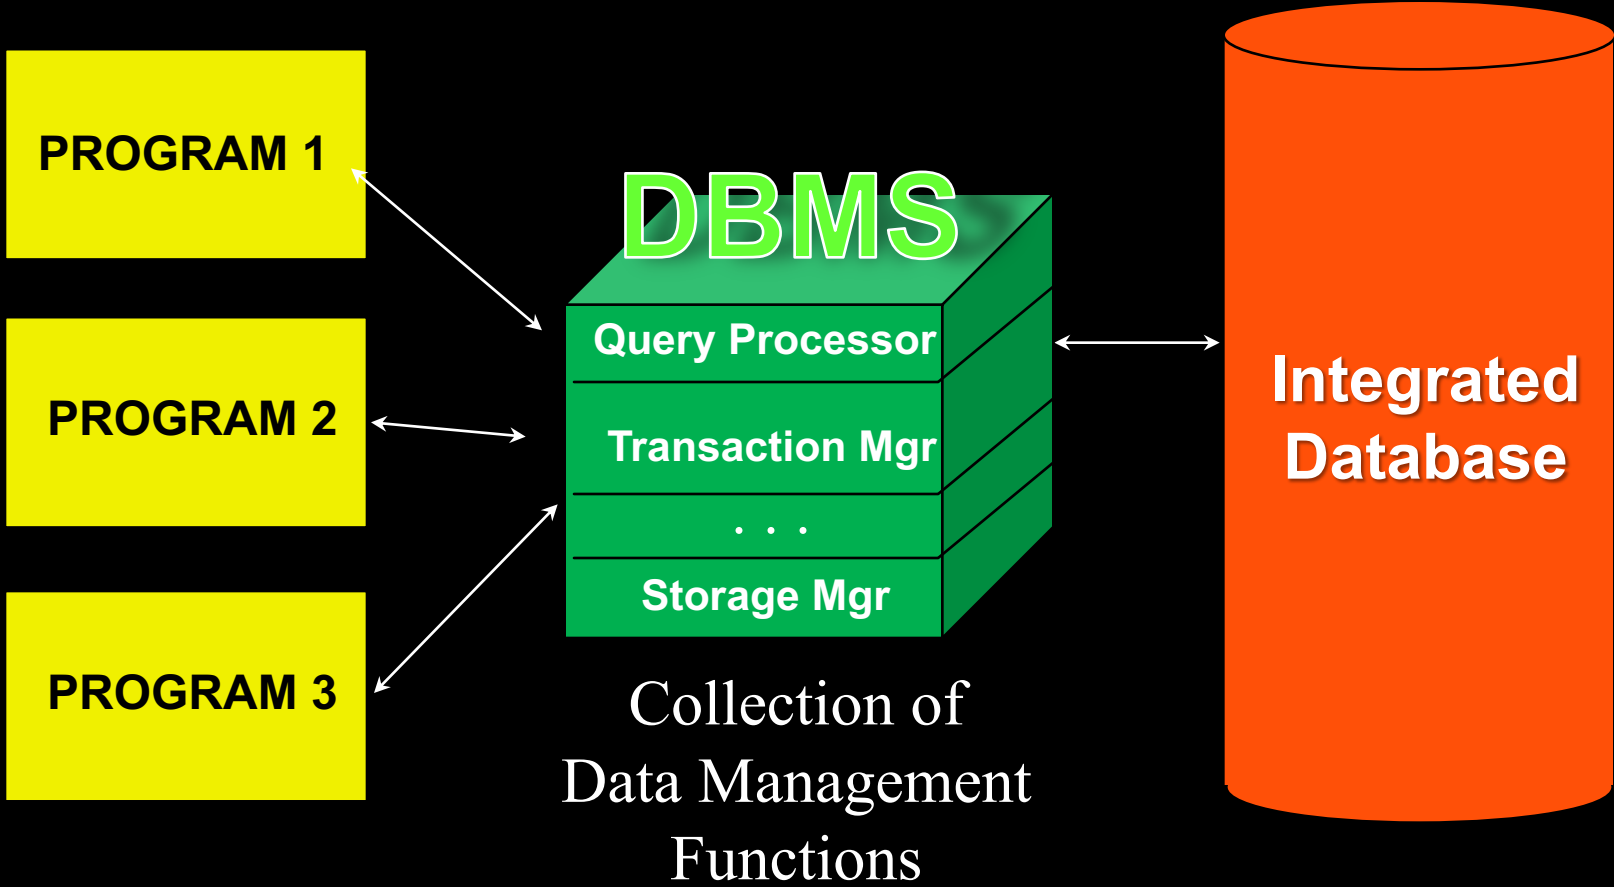 PROGRAM 1
PROGRAM 2
PROGRAM 3
DBMS
Query Processor
Transaction Mgr
. . .
Storage Mgr
Collection of
Data Management
Functions
Integrated
Database